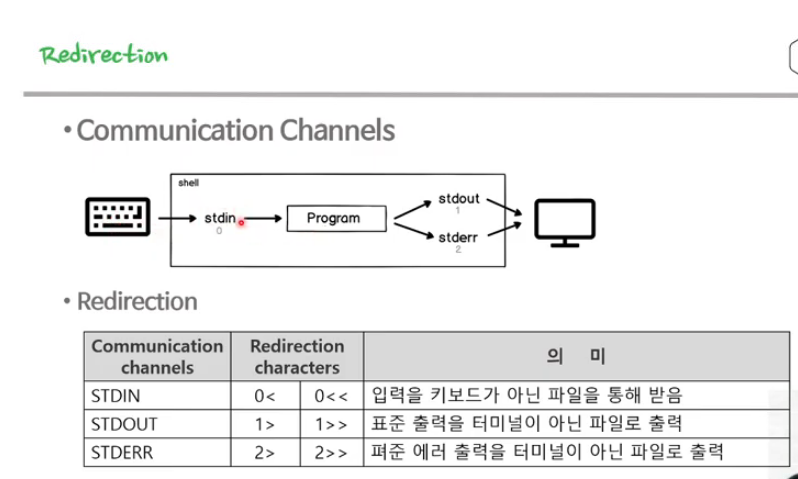 Redirection
• Communication Channels
shell
stdin
0
Program
stdout
1
stderr
2
• Redirection
Communication channels Redirection characters 의 미
STDIN 0< 0<< 입력을 키보드가 아닌 파일을 통해 받음
STDOUT 1> 1>> 표준 출력을 터미널이 아닌 파일로 출력
STDERR 2> 2>> 펴준 에러 출력을 터미널이 아닌 파일로 출력